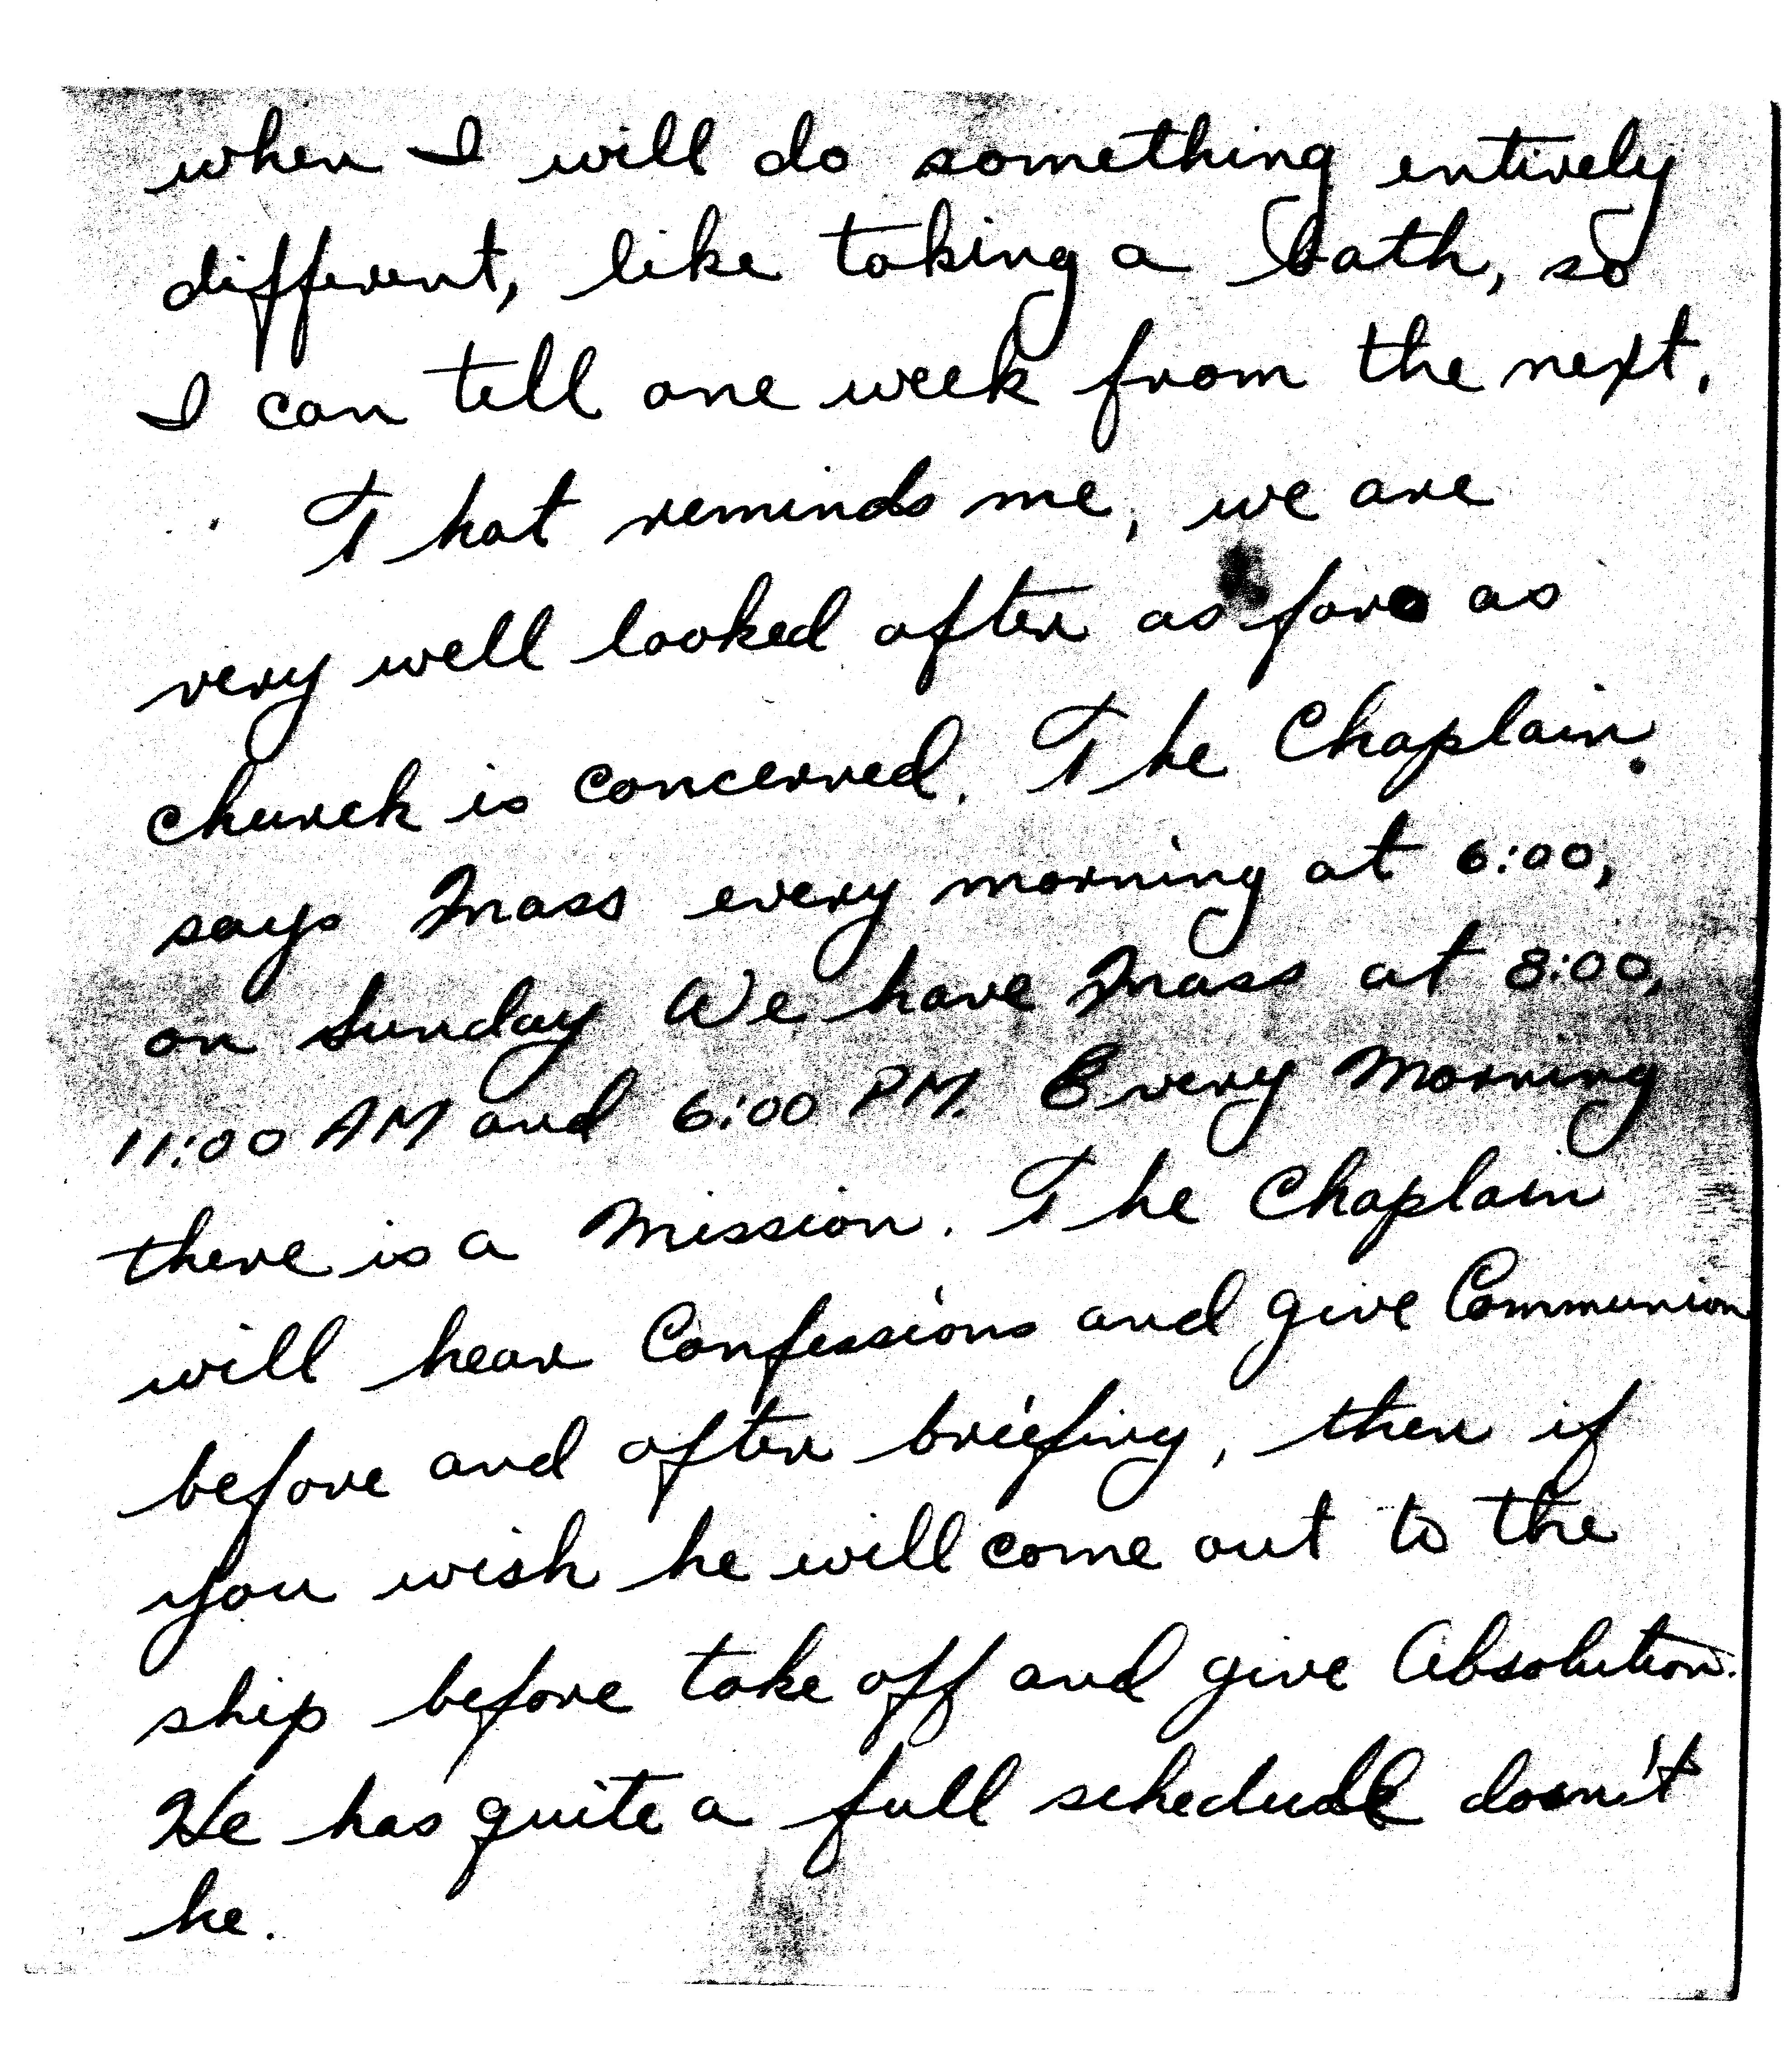 when I will do something entirely
different, like taking a bath, so
I can tell one week from the next.
That reminds me, we are
very well looked after as far as
church is concerned. The Chaplain
says Mass every morning at 6:00,
on Sunday We have Mass at 8:00,
11:00 AM and 6:00 PM. Every Morning
there is a Mission. The Chaplain
will hear Confessions and give Communion
before and after briefing, then if
you wish he will come out to the
ship before take off and give Absolution.
He has quite a full schedule doesn't
he.